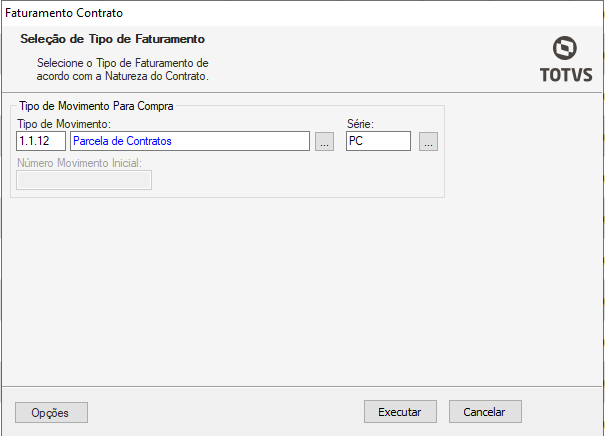 Faturamento Contrato
Seleção de Tipo de Faturamento
Selecione o Tipo de Faturamento de
acordo com a Natureza do Contrato.
TOTVS
Tipo de Movimento Para Compra
Tipo de Movimento: Série:
1.1.12 Parcela de Contratos ... PC ...
Número Movimento Inicial:
Opções Executar Cancelar